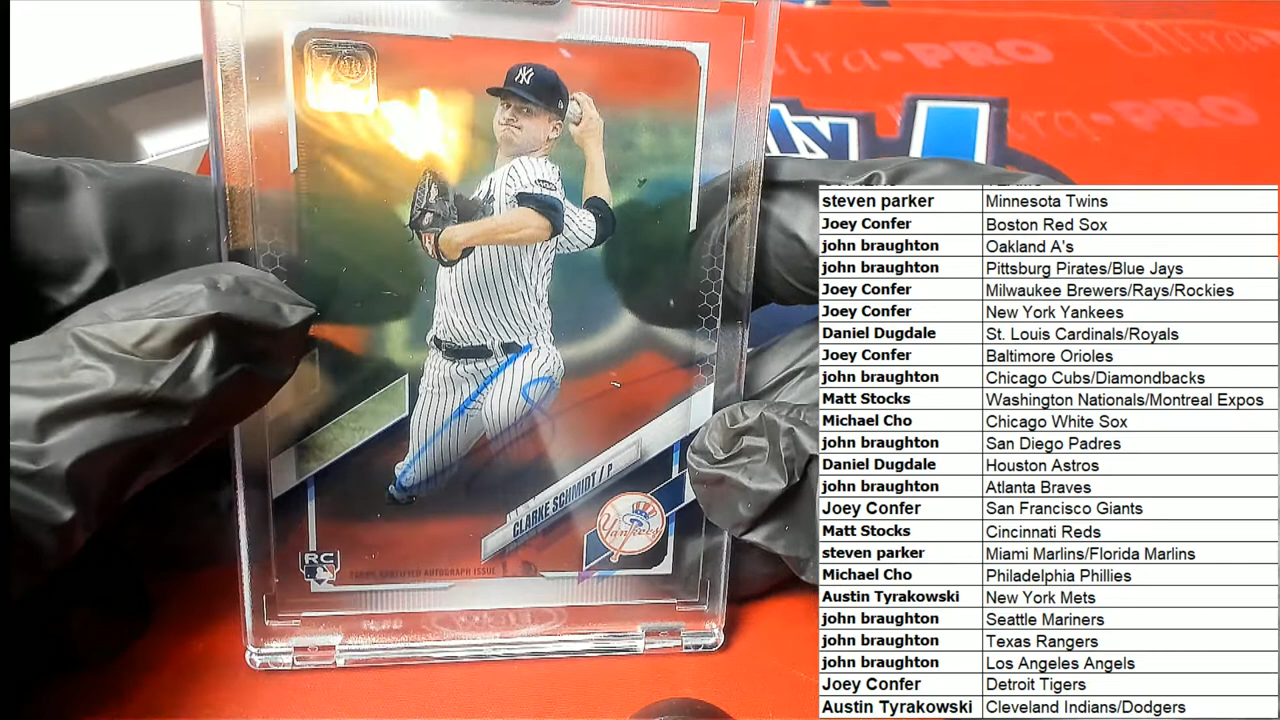 70th
NY
CLARKE SCHMIDT / P
Yankees
RC
TOPPS CERTIFIED AUTOGRAPH ISSUE
Ultra•PRO
steven parker Minnesota Twins
Joey Confer Boston Red Sox
john braughton Oakland A's
john braughton Pittsburg Pirates/Blue Jays
Joey Confer Milwaukee Brewers/Rays/Rockies
Joey Confer New York Yankees
Daniel Dugdale St. Louis Cardinals/Royals
Joey Confer Baltimore Orioles
john braughton Chicago Cubs/Diamondbacks
Matt Stocks Washington Nationals/Montreal Expos
Michael Cho Chicago White Sox
john braughton San Diego Padres
Daniel Dugdale Houston Astros
john braughton Atlanta Braves
Joey Confer San Francisco Giants
Matt Stocks Cincinnati Reds
steven parker Miami Marlins/Florida Marlins
Michael Cho Philadelphia Phillies
Austin Tyrakowski New York Mets
john braughton Seattle Mariners
john braughton Texas Rangers
john braughton Los Angeles Angels
Joey Confer Detroit Tigers
Austin Tyrakowski Cleveland Indians/Dodgers